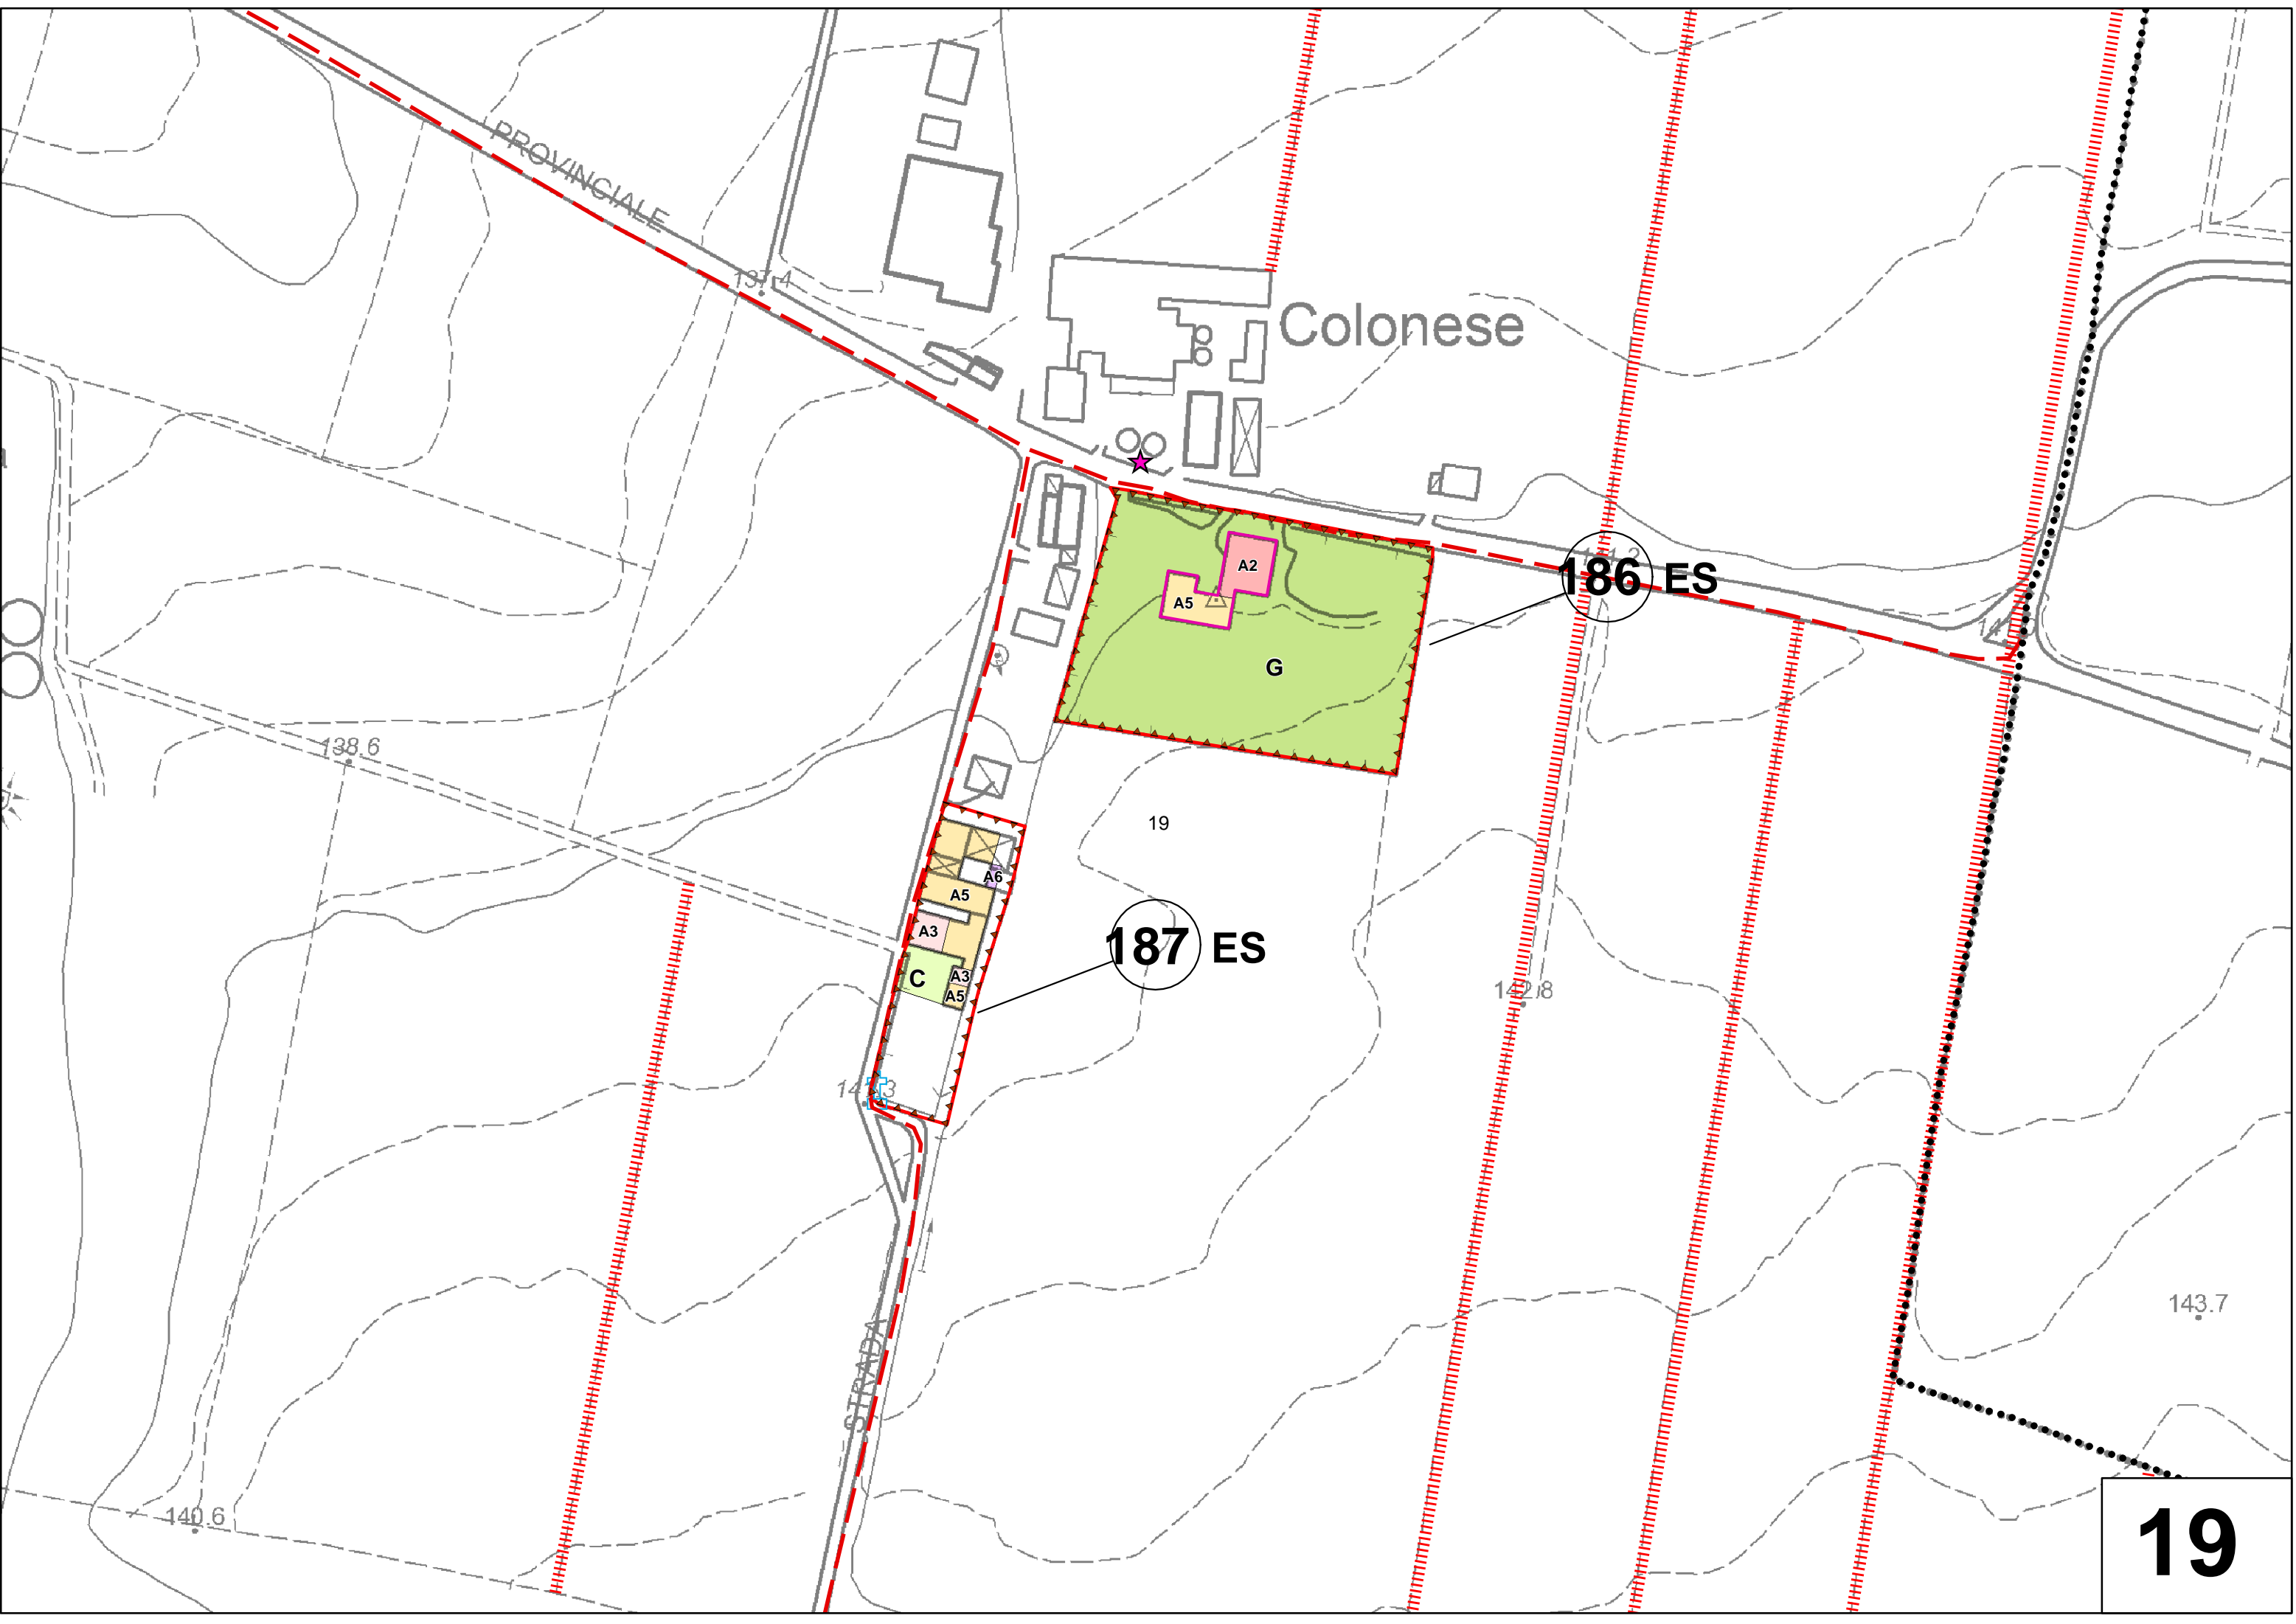 PROVINCIALE
137.4
Colonese
A2
186 ES
A5
G
138.6
19
A6
A5
A3
187 ES
A3
C
A5
142.8
143.7
STRADA
140.6
19